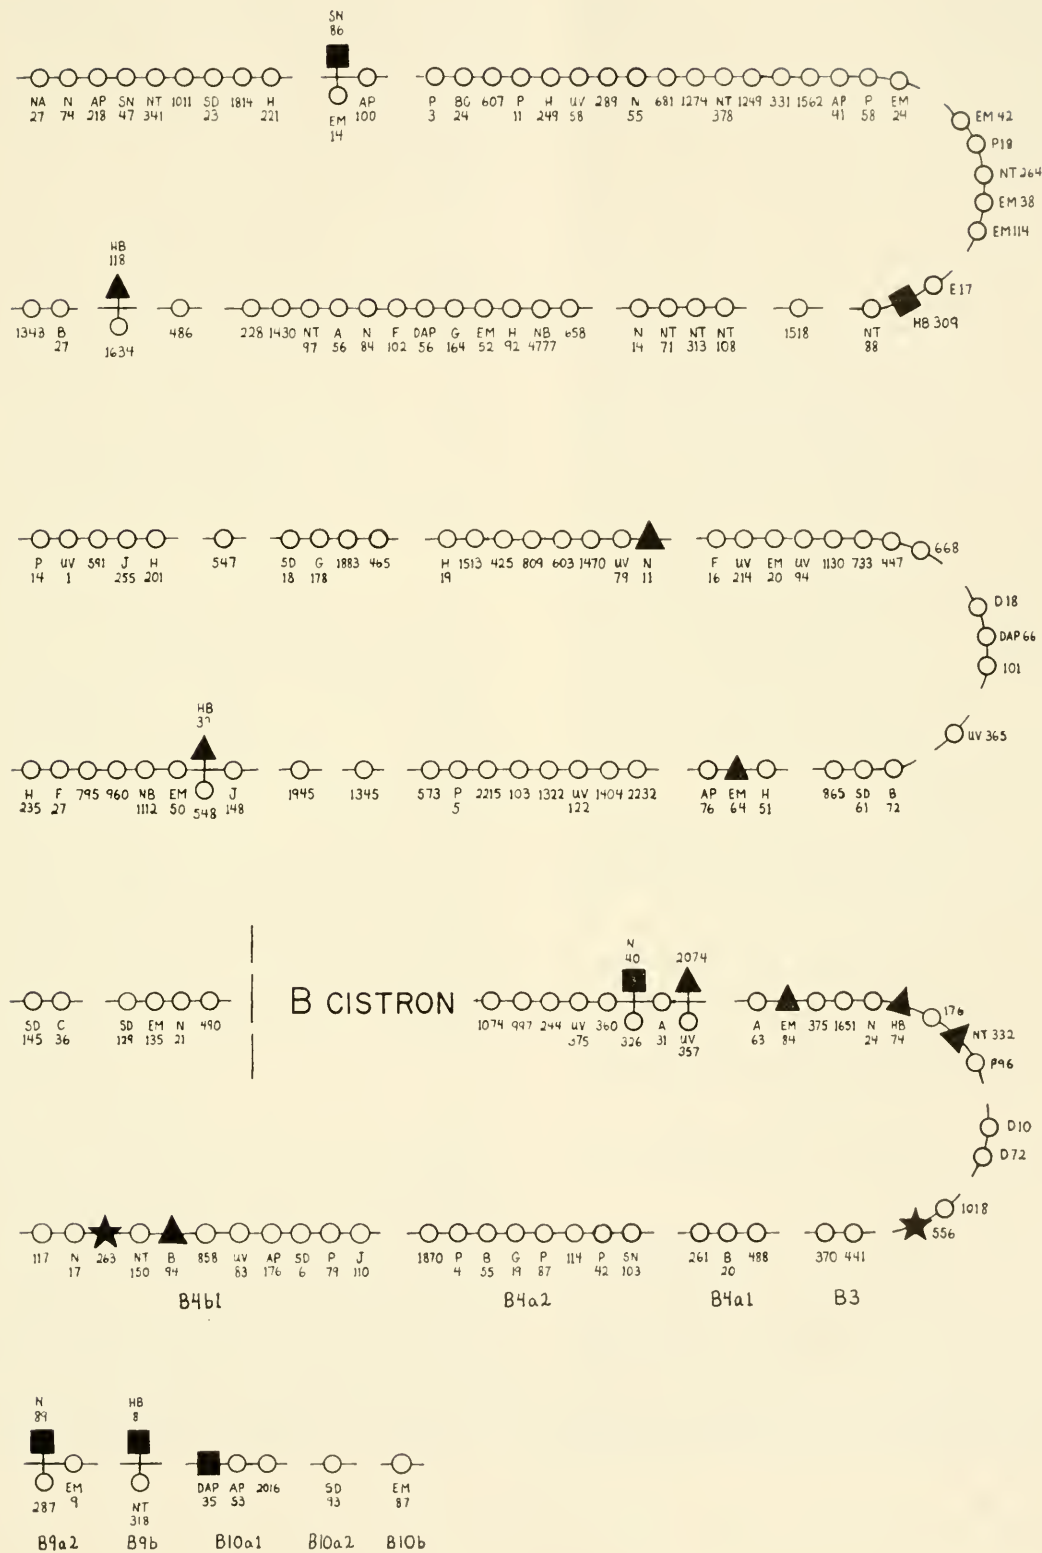 SN
86
NA N AP SN NT 1011 SD 1814 H
27 74 218 47 341 23 221
EM
14
AP
100
P BC 607 P H UV 289 N 681 1274 NT 1249 331 1562 AP P EM
3 24 11 249 58 55 378 41 58 24
EM 42
P18
NT 264
EM 38
EM114
HB
118
E17
HB 309
1343 B
27
1634
486
228 1430 NT A N F DAP G EM H NB 658
97 56 84 102 56 164 52 92 4777
N NT NT NT
14 71 313 108
1518
NT
88
P UV 591 J H
14 1 255 201
547
SD G 1883 465
18 178
H 1513 425 809 603 1470 UV N
19 79 11
F UV EM UV 1130 733 447 668
16 214 20 94
D18
DAP 66
101
UV 365
HB
H F 795 960 NB EM 548 J
235 27 1112 50 148
1945
1345
573 P 2215 103 1322 UV 1404 2232
5 122
AP EM H
76 64 51
865 SD B
61 72
N
40
2074
SD C
145 36
SD EM N 490
129 135 21
B CISTRON
1074 997 244 UV 360 326 A UV
375 31 357
A EM 375 1651 N HB
63 84 24 74
176
NT 332
P96
D10
D72
1018
556
117 N 263 NT B 858 UV AP SD P J
17 150 94 83 176 6 79 110
B4b1
1870 P B G P 114 P SN
4 55 19 87 42 103
B4a2
261 B 488
20
B4a1
370 441
B3
N
89
HB
8
287 EM
9
NT
318
DAP AP 2016
35 53
SD
93
EM
87
B9a2 B9b B10a1 B10a2 B10b